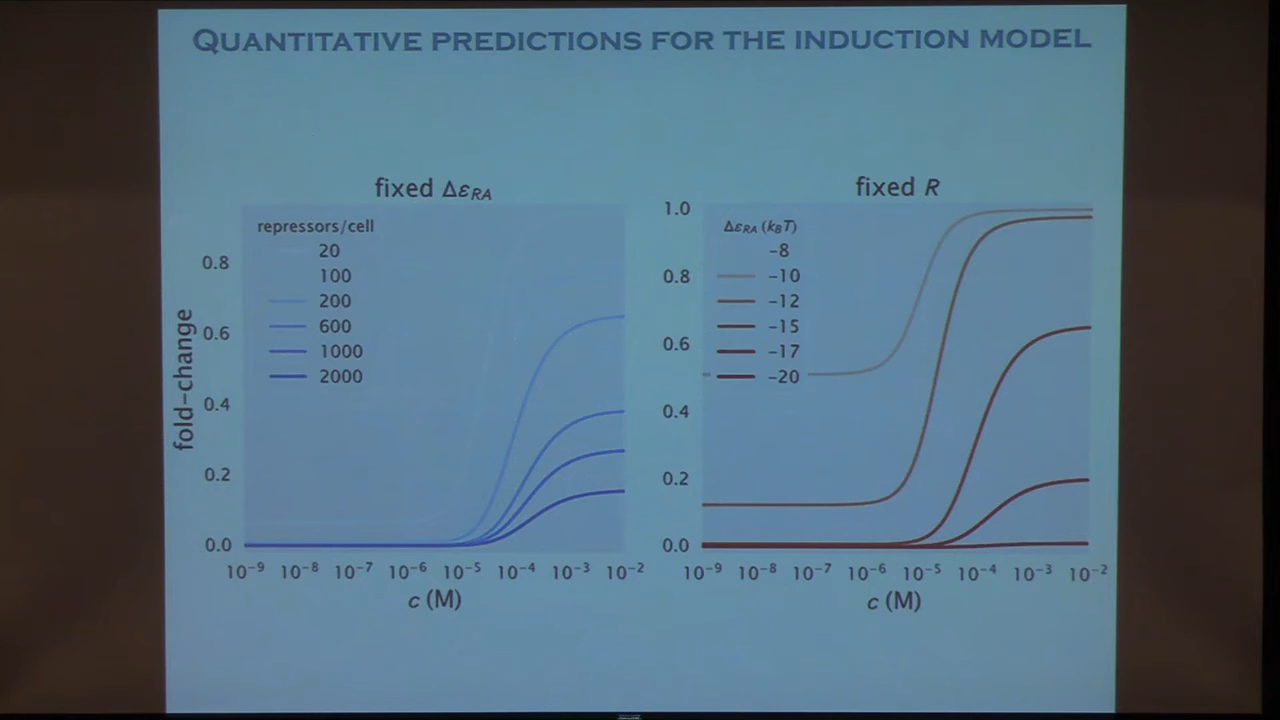 QUANTITATIVE PREDICTIONS FOR THE INDUCTION MODEL
fixed Δε_RA
repressors/cell
20
100
200
600
1000
2000
fold-change
0.8
0.6
0.4
0.2
0.0
10⁻⁹ 10⁻⁸ 10⁻⁷ 10⁻⁶ 10⁻⁵ 10⁻⁴ 10⁻³ 10⁻²
c (M)
fixed R
Δε_RA (k_BT)
-8
-10
-12
-15
-17
-20
1.0
0.8
0.6
0.4
0.2
0.0
10⁻⁹ 10⁻⁸ 10⁻⁷ 10⁻⁶ 10⁻⁵ 10⁻⁴ 10⁻³ 10⁻²
c (M)